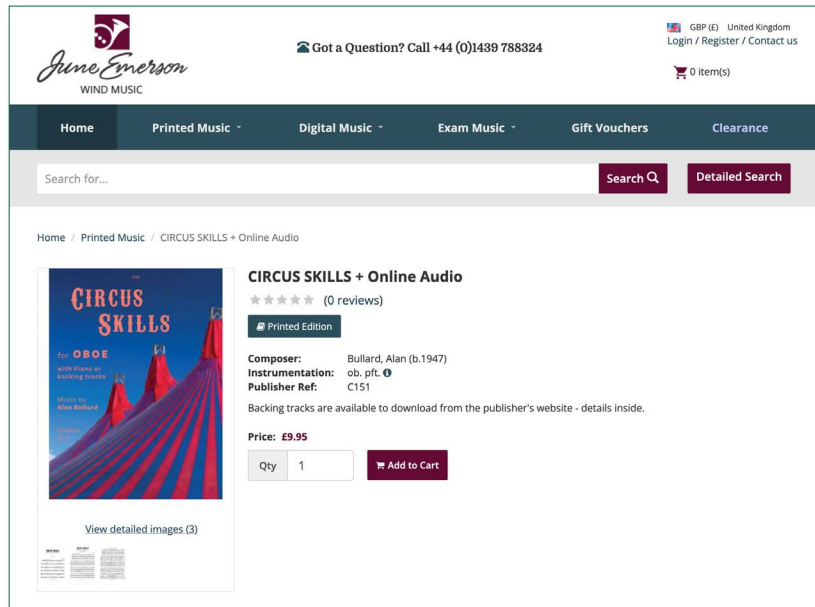 June Emerson
WIND MUSIC
Got a Question? Call +44 (0)1439 788324
GBP (£) United Kingdom
Login / Register / Contact us
0 item(s)
Home Printed Music Digital Music Exam Music Gift Vouchers Clearance
Search for...
Search
Detailed Search
Home / Printed Music / CIRCUS SKILLS + Online Audio
CIRCUS
SKILLS
for OBOE
with Piano or
backing tracks
Music by
Alan Bullard
View detailed images (3)
CIRCUS SKILLS + Online Audio
(0 reviews)
Printed Edition
Composer: Bullard, Alan (b.1947)
Instrumentation: ob. pft.
Publisher Ref: C151
Backing tracks are available to download from the publisher's website - details inside.
Price: £9.95
Qty 1
Add to Cart